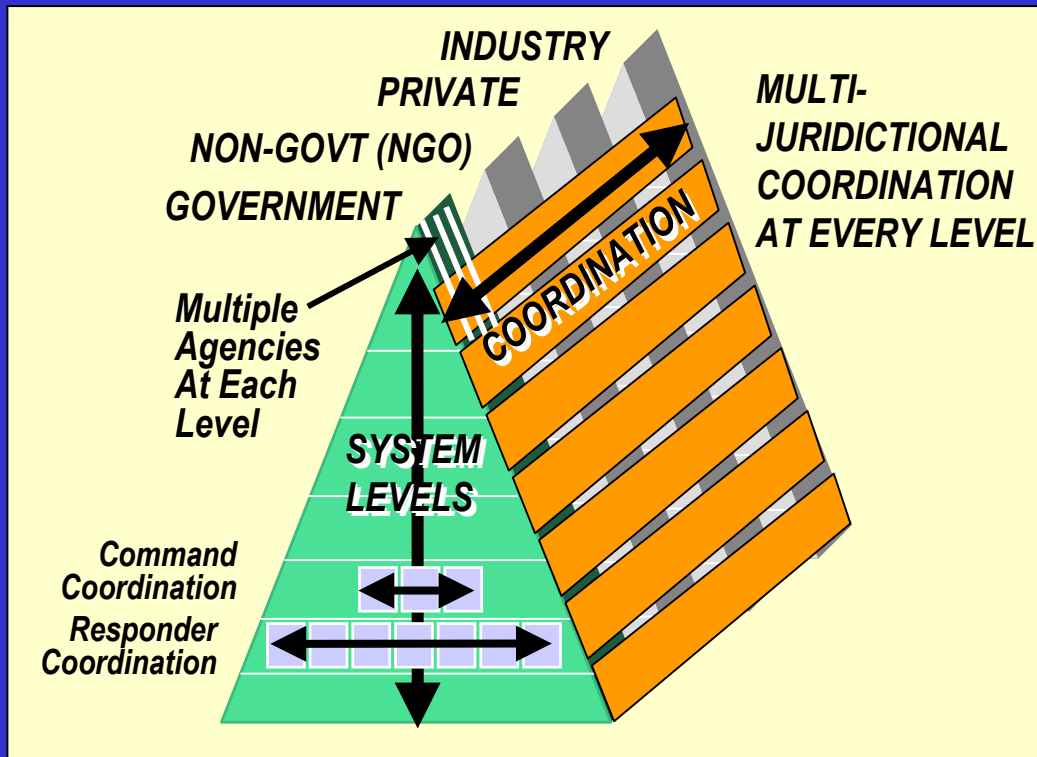 INDUSTRY
PRIVATE
NON-GOVT (NGO)
GOVERNMENT
MULTI-
JURIDICTIONAL
COORDINATION
AT EVERY LEVEL
COORDINATION
Multiple
Agencies
At Each
Level
SYSTEM
LEVELS
Command
Coordination
Responder
Coordination